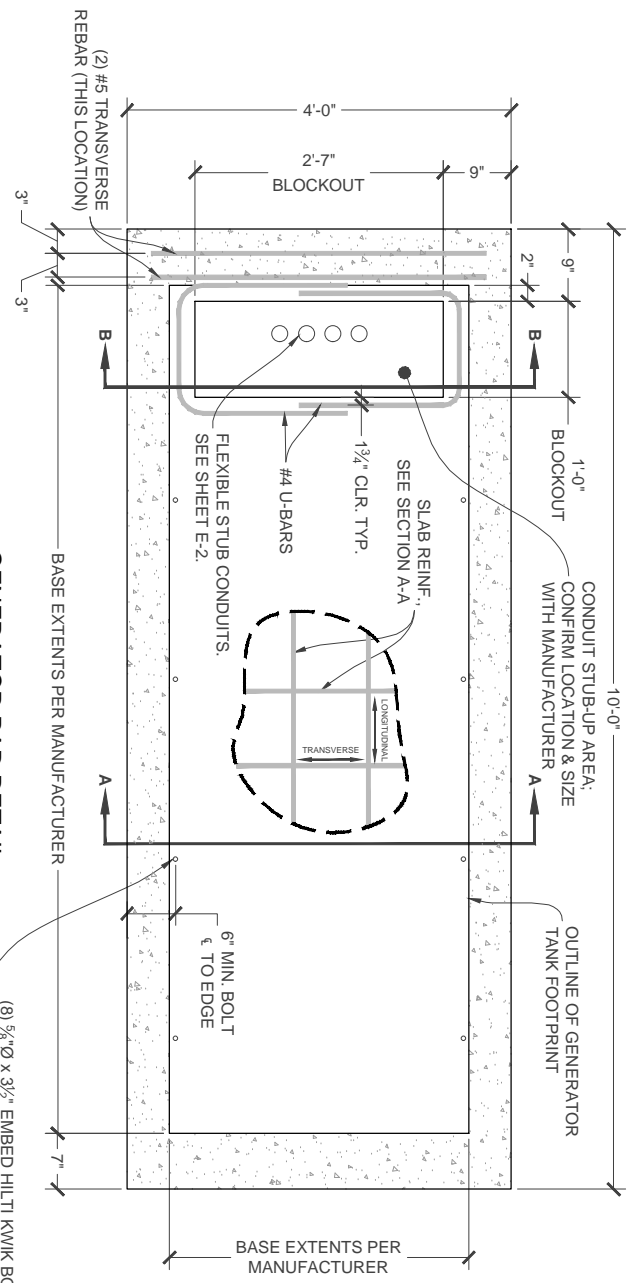 4'-0"
2'-7"
BLOCKOUT
9"
(2) #5 TRANSVERSE
REBAR (THIS LOCATION)
3"
3"
10'-0"
9"
2"
1'-0"
BLOCKOUT
CONDUIT STUB-UP AREA;
CONFIRM LOCATION & SIZE
WITH MANUFACTURER
B
B
1¾" CLR. TYP.
#4 U-BARS
FLEXIBLE STUB CONDUITS.
SEE SHEET E-2.
SLAB REINF.,
SEE SECTION A-A
LONGITUDINAL
TRANSVERSE
A
A
OUTLINE OF GENERATOR
TANK FOOTPRINT
6" MIN. BOLT
℄ TO EDGE
BASE EXTENTS PER MANUFACTURER
7"
BASE EXTENTS PER
MANUFACTURER
(8) ⅝"Ø x 3½" EMBED HILTI KWIK